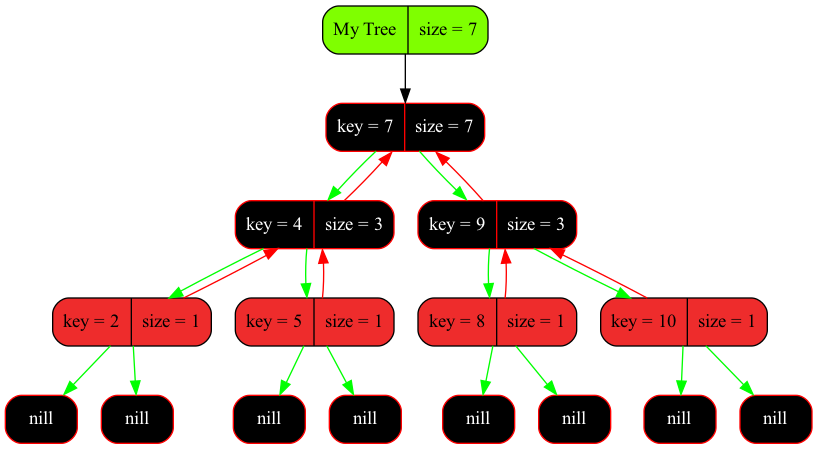 My Tree size = 7
key = 7 size = 7
key = 4 size = 3
key = 9 size = 3
key = 2 size = 1
key = 5 size = 1
key = 8 size = 1
key = 10 size = 1
nill
nill
nill
nill
nill
nill
nill
nill